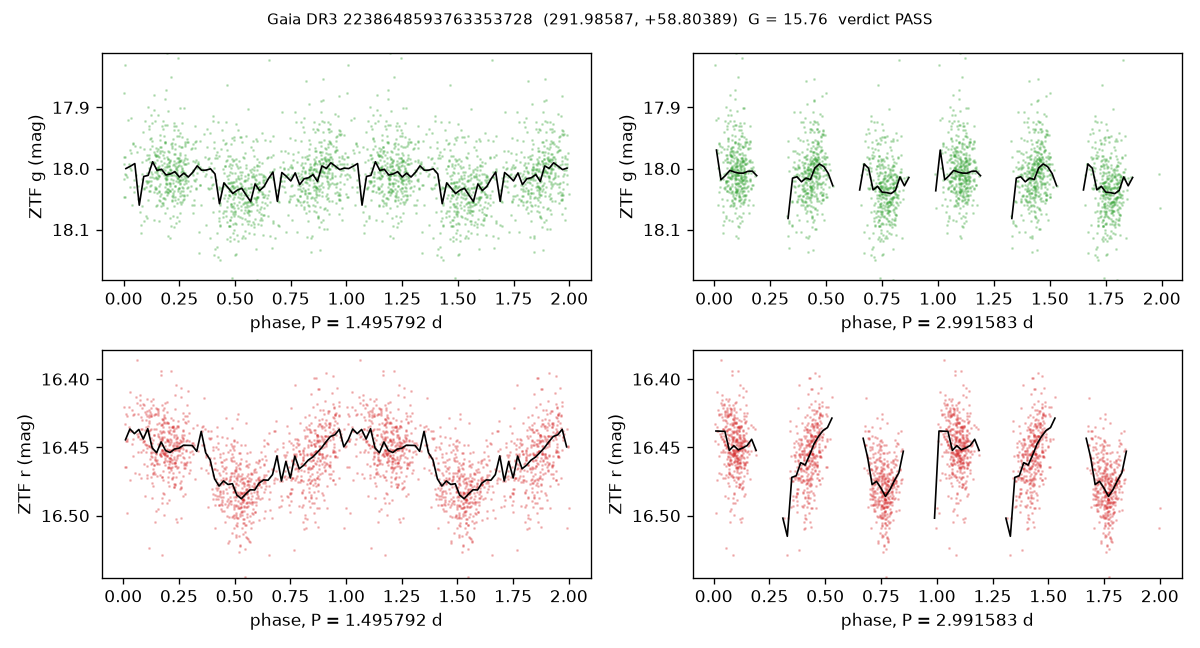 Gaia DR3 2238648593763353728 (291.98587, +58.80389) G = 15.76 verdict PASS
ZTF g (mag)
17.9
18.0
18.1
0.00 0.25 0.50 0.75 1.00 1.25 1.50 1.75 2.00
phase, P = 1.495792 d
ZTF g (mag)
17.9
18.0
18.1
0.00 0.25 0.50 0.75 1.00 1.25 1.50 1.75 2.00
phase, P = 2.991583 d
ZTF r (mag)
16.40
16.45
16.50
0.00 0.25 0.50 0.75 1.00 1.25 1.50 1.75 2.00
phase, P = 1.495792 d
ZTF r (mag)
16.40
16.45
16.50
0.00 0.25 0.50 0.75 1.00 1.25 1.50 1.75 2.00
phase, P = 2.991583 d